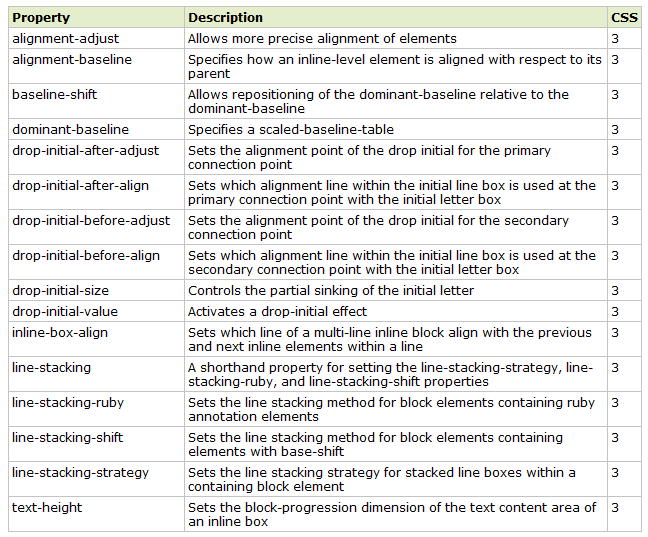 Property Description CSS
alignment-adjust Allows more precise alignment of elements 3
alignment-baseline Specifies how an inline-level element is aligned with respect to its 3
parent
baseline-shift Allows repositioning of the dominant-baseline relative to the 3
dominant-baseline
dominant-baseline Specifies a scaled-baseline-table 3
drop-initial-after-adjust Sets the alignment point of the drop initial for the primary 3
connection point
drop-initial-after-align Sets which alignment line within the initial line box is used at the 3
primary connection point with the initial letter box
drop-initial-before-adjust Sets the alignment point of the drop initial for the secondary 3
connection point
drop-initial-before-align Sets which alignment line within the initial line box is used at the 3
secondary connection point with the initial letter box
drop-initial-size Controls the partial sinking of the initial letter 3
drop-initial-value Activates a drop-initial effect 3
inline-box-align Sets which line of a multi-line inline block align with the previous 3
and next inline elements within a line
line-stacking A shorthand property for setting the line-stacking-strategy, line- 3
stacking-ruby, and line-stacking-shift properties
line-stacking-ruby Sets the line stacking method for block elements containing ruby 3
annotation elements
line-stacking-shift Sets the line stacking method for block elements containing 3
elements with base-shift
line-stacking-strategy Sets the line stacking strategy for stacked line boxes within a 3
containing block element
text-height Sets the block-progression dimension of the text content area of 3
an inline box